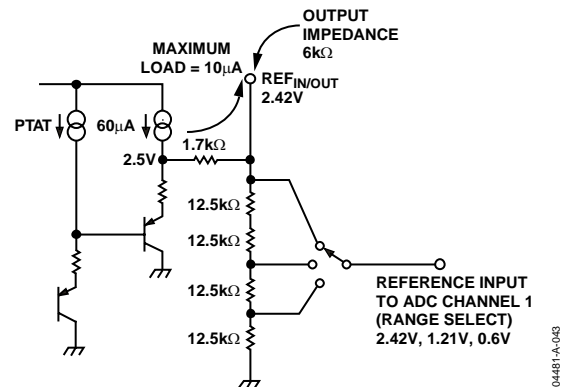 OUTPUT
IMPEDANCE
6kΩ
MAXIMUM
LOAD = 10μA
REFIN/OUT
2.42V
PTAT
60μA
1.7kΩ
2.5V
12.5kΩ
12.5kΩ
12.5kΩ
12.5kΩ
REFERENCE INPUT
TO ADC CHANNEL 1
(RANGE SELECT)
2.42V, 1.21V, 0.6V
04481-A-043